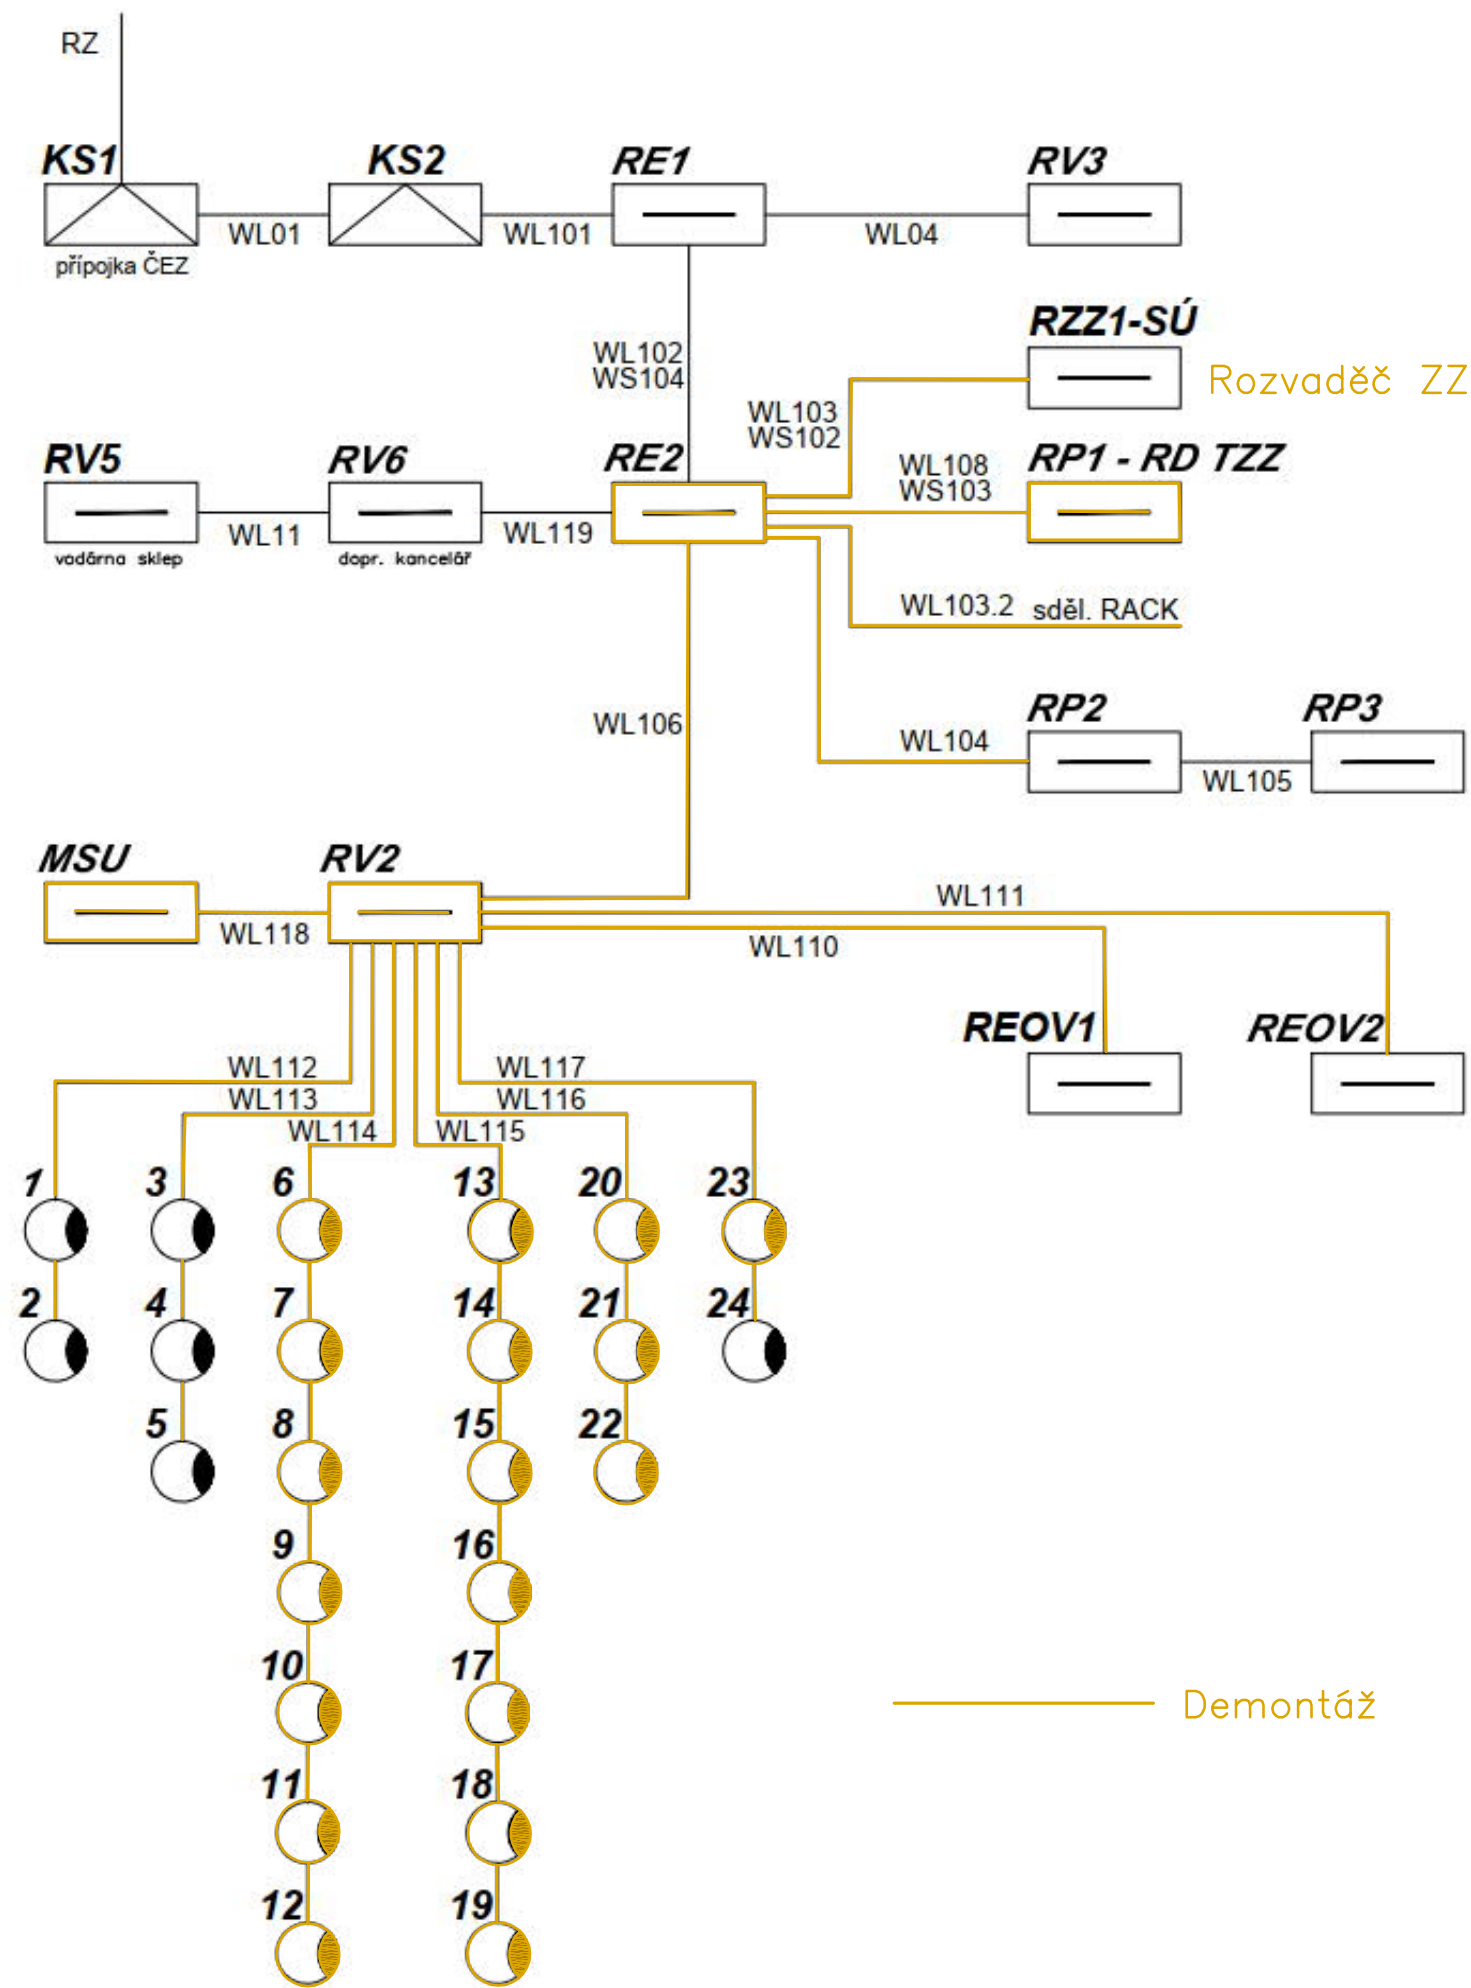 RZ
KS1
KS2
RE1
RV3
WL01
WL101
WL04
přípojka ČEZ
RZZ1-SÚ
WL102
WS104
Rozvaděč ZZ
WL103
WS102
RV5
RV6
RE2
WL108
WS103
RP1 - RD TZZ
WL11
WL119
vodárna sklep
dopr. kancelář
WL103.2
sděl. RACK
RP2
RP3
WL106
WL104
WL105
MSU
RV2
WL111
WL118
WL110
REOV1
REOV2
WL112
WL117
WL113
WL116
WL114
WL115
1
3
6
13
20
23
2
4
7
14
21
24
5
8
15
22
9
16
10
17
Demontáž
11
18
12
19